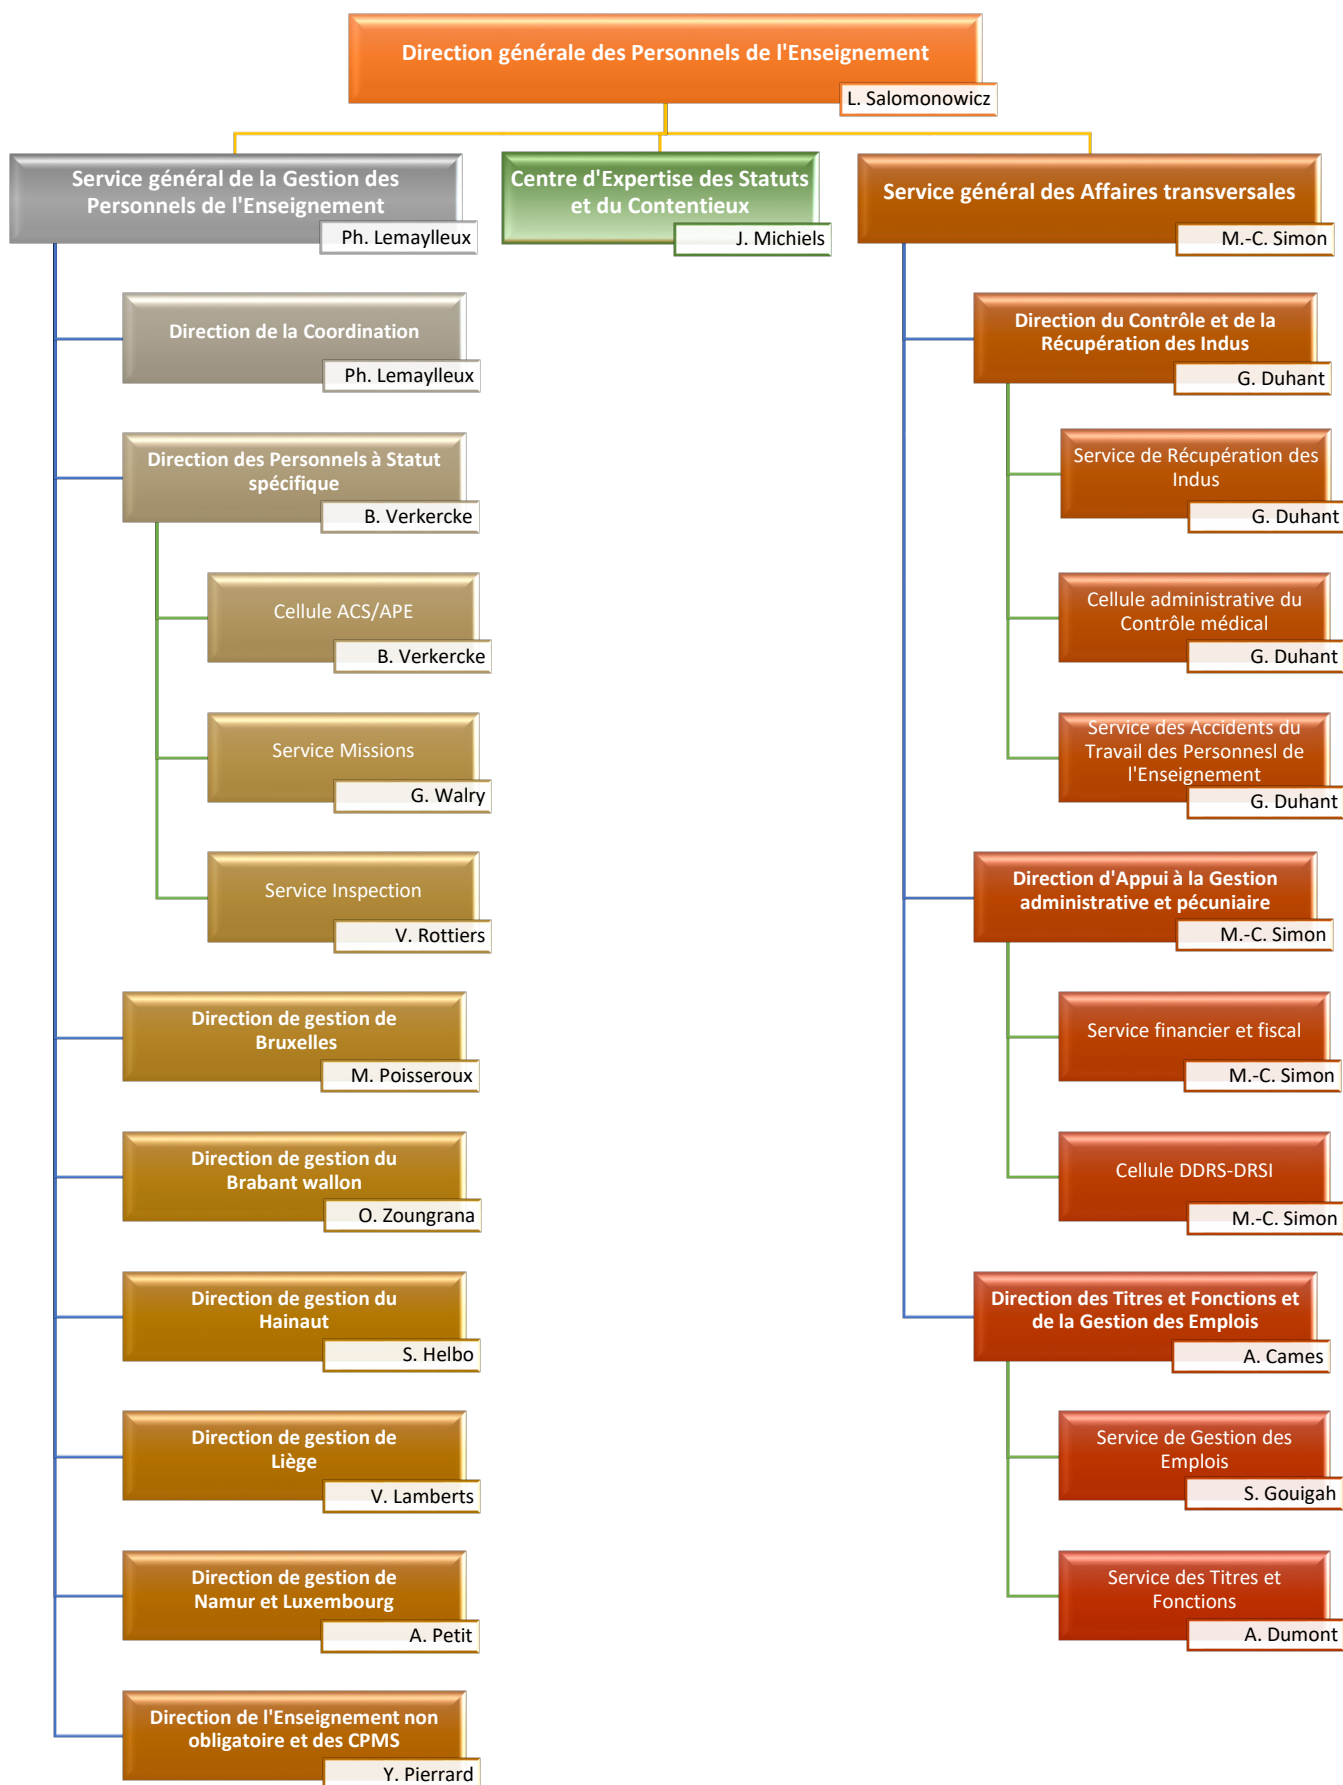 Direction générale des Personnels de l'Enseignement
L. Salomonowicz
Service général de la Gestion des
Personnels de l'Enseignement
Ph. Lemaylleux
Direction de la Coordination
Ph. Lemaylleux
Direction des Personnels à Statut
spécifique
B. Verkercke
Cellule ACS/APE
B. Verkercke
Service Missions
G. Walry
Service Inspection
V. Rottiers
Direction de gestion de
Bruxelles
M. Poisseroux
Direction de gestion du
Brabant wallon
O. Zoungrana
Direction de gestion du
Hainaut
S. Helbo
Direction de gestion de
Liège
V. Lamberts
Direction de gestion de
Namur et Luxembourg
A. Petit
Direction de l'Enseignement non
obligatoire et des CPMS
Y. Pierrard
Centre d'Expertise des Statuts
et du Contentieux
J. Michiels
Service général des Affaires transversales
M.-C. Simon
Direction du Contrôle et de la
Récupération des Indus
G. Duhant
Service de Récupération des
Indus
G. Duhant
Cellule administrative du
Contrôle médical
G. Duhant
Service des Accidents du
Travail des Personnesl de
l'Enseignement
G. Duhant
Direction d'Appui à la Gestion
administrative et pécuniaire
M.-C. Simon
Service financier et fiscal
M.-C. Simon
Cellule DDRS-DRSI
M.-C. Simon
Direction des Titres et Fonctions et
de la Gestion des Emplois
A. Cames
Service de Gestion des
Emplois
S. Gouigah
Service des Titres et
Fonctions
A. Dumont